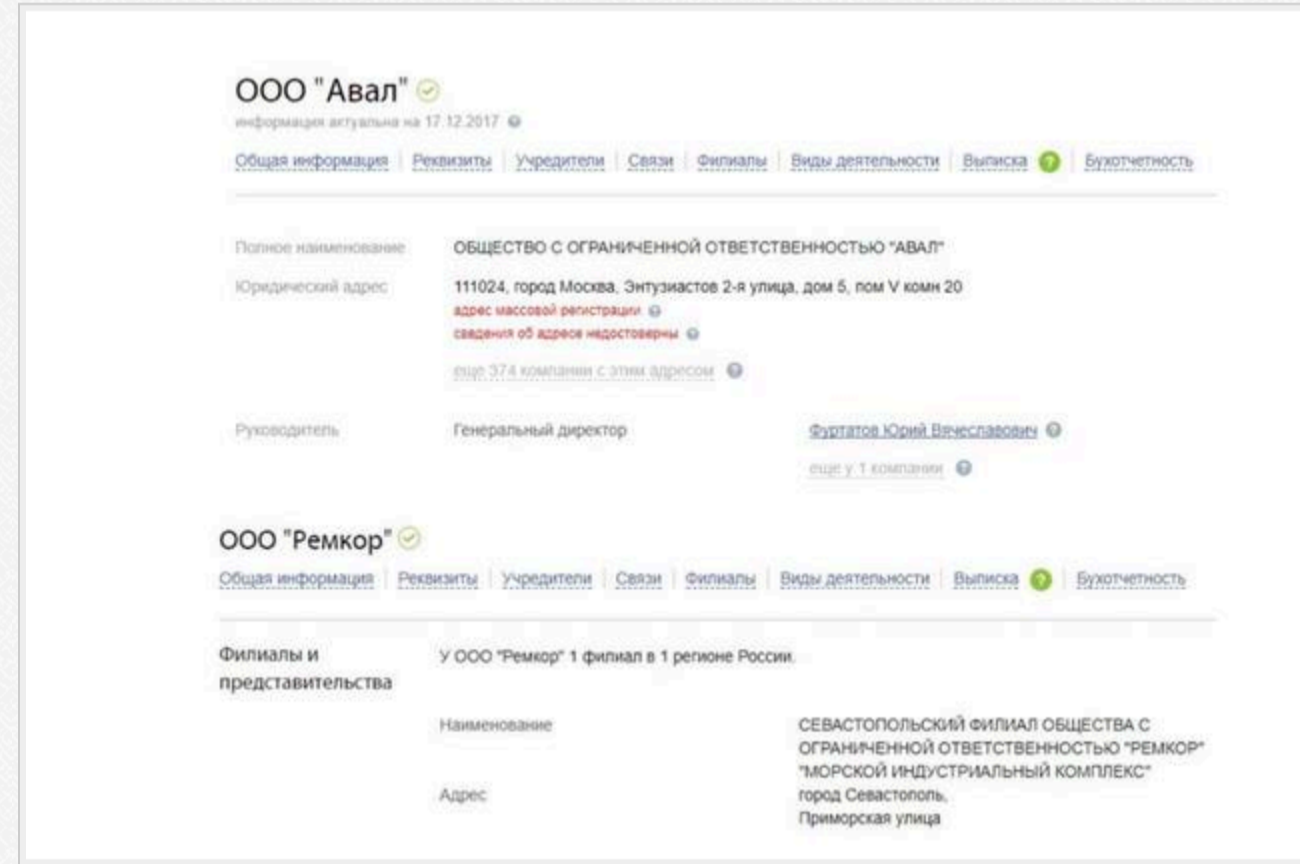 ООО "Авал"
информация актуальна на 17.12.2017
Общая информация Реквизиты Учредители Связи Филиалы Виды деятельности Выписка ? Бухотчетность
Полное наименование ОБЩЕСТВО С ОГРАНИЧЕННОЙ ОТВЕТСТВЕННОСТЬЮ "АВАЛ"
Юридический адрес 111024, город Москва, Энтузиастов 2-я улица, дом 5, пом V комн 20
адрес массовой регистрации ?
сведения об адресе недостоверны ?
еще 374 компании с этим адресом ?
Руководитель Генеральный директор Фуртатов Юрий Вячеславович ?
еще у 1 компании ?
ООО "Ремкор"
Общая информация Реквизиты Учредители Связи Филиалы Виды деятельности Выписка ? Бухотчетность
Филиалы и У ООО "Ремкор" 1 филиал в 1 регионе России.
представительства
Наименование СЕВАСТОПОЛЬСКИЙ ФИЛИАЛ ОБЩЕСТВА С
ОГРАНИЧЕННОЙ ОТВЕТСТВЕННОСТЬЮ "РЕМКОР"
"МОРСКОЙ ИНДУСТРИАЛЬНЫЙ КОМПЛЕКС"
Адрес город Севастополь,
Приморская улица